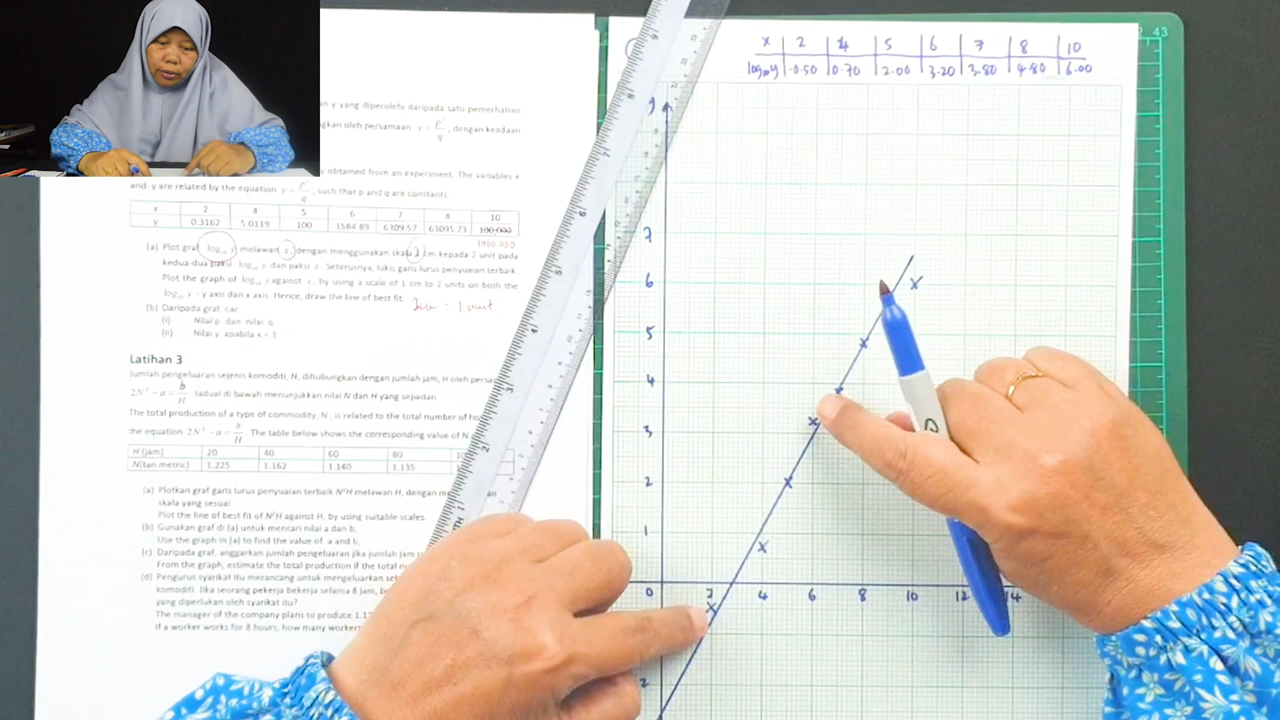 n y yang diperolehi daripada satu pemerhatian
gkan oleh persamaan y = p^x/q, dengan keadaan
y obtained from an experiment. The variables x
and y are related by the equation y = p^x/q, such that p and q are constants.
x 2 4 5 6 7 8 10
y 0.3162 5.0119 100 1584.89 6309.57 63095.73 100 000
1000 000
(a) Plot graf log₁₀ y melawan x, dengan menggunakan skala 1 cm kepada 2 unit pada
kedua-dua paksi log₁₀ y dan paksi x. Seterusnya, lukis garis lurus penyuaian terbaik.
Plot the graph of log₁₀ y against x, by using a scale of 1 cm to 2 units on both the
log₁₀ y - y axis dan x axis. Hence, draw the line of best fit.
2cm : 1 unit
(b) Daripada graf, cari
(i) Nilai p dan nilai q
(ii) Nilai y apabila x = 3
Latihan 3
Jumlah pengeluaran sejenis komoditi, N, dihubungkan dengan jumlah jam, H oleh persa
2N² - a = b/H. Jadual di bawah menunjukkan nilai N dan H yang sepadan.
The total production of a type of commodity, N, is related to the total number of ho
the equation 2N² - a = b/H. The table below shows the corresponding value of N
H (jam) 20 40 60 80
N(tan metric) 1.225 1.162 1.140 1.135
(a) Plotkan graf garis lurus penyuaian terbaik N²H melawan H, dengan me an
skala yang sesuai
Plot the line of best fit of N²H against H, by using suitable scales.
(b) Gunakan graf di (a) untuk mencari nilai a dan b,
Use the graph in (a) to find the value of a and b,
(c) Daripada graf, anggarkan jumlah pengeluaran jika jumlah jam
From the graph, estimate the total production if the total nu
(d) Pengurus syarikat itu merancang untuk mengeluarkan se
komoditi. Jika seorang pekerja bekerja selama 8 jam, b
yang diperlukan oleh syarikat itu?
The manager of the company plans to produce 1.1
If a worker works for 8 hours, how many workers
x 2 4 5 6 7 8 10
log₁₀y -0.50 0.70 2.00 3.20 3.80 4.80 6.00
y
7
6
5
4
3
2
1
0 2 4 6 8 10 12 14
2
43